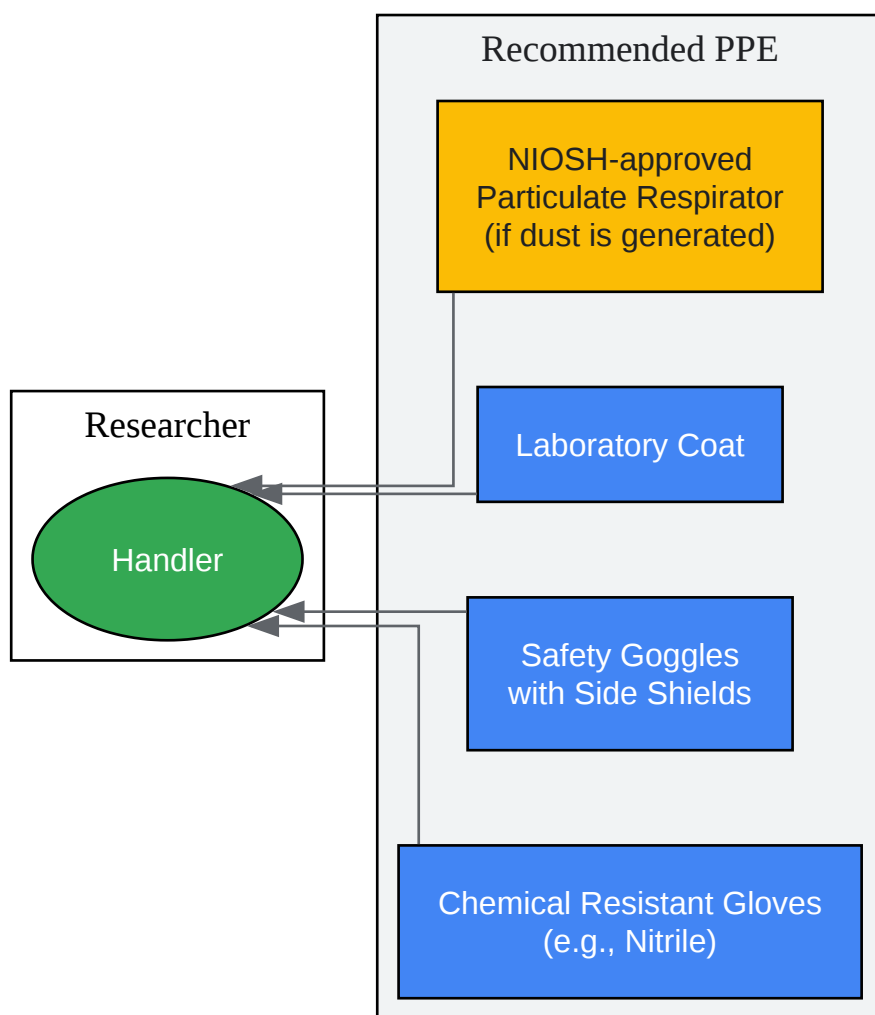 Recommended PPE
NIOSH-approved
Particulate Respirator
(if dust is generated)
Researcher
Laboratory Coat
Handler
Safety Goggles
with Side Shields
Chemical Resistant Gloves
(e.g., Nitrile)